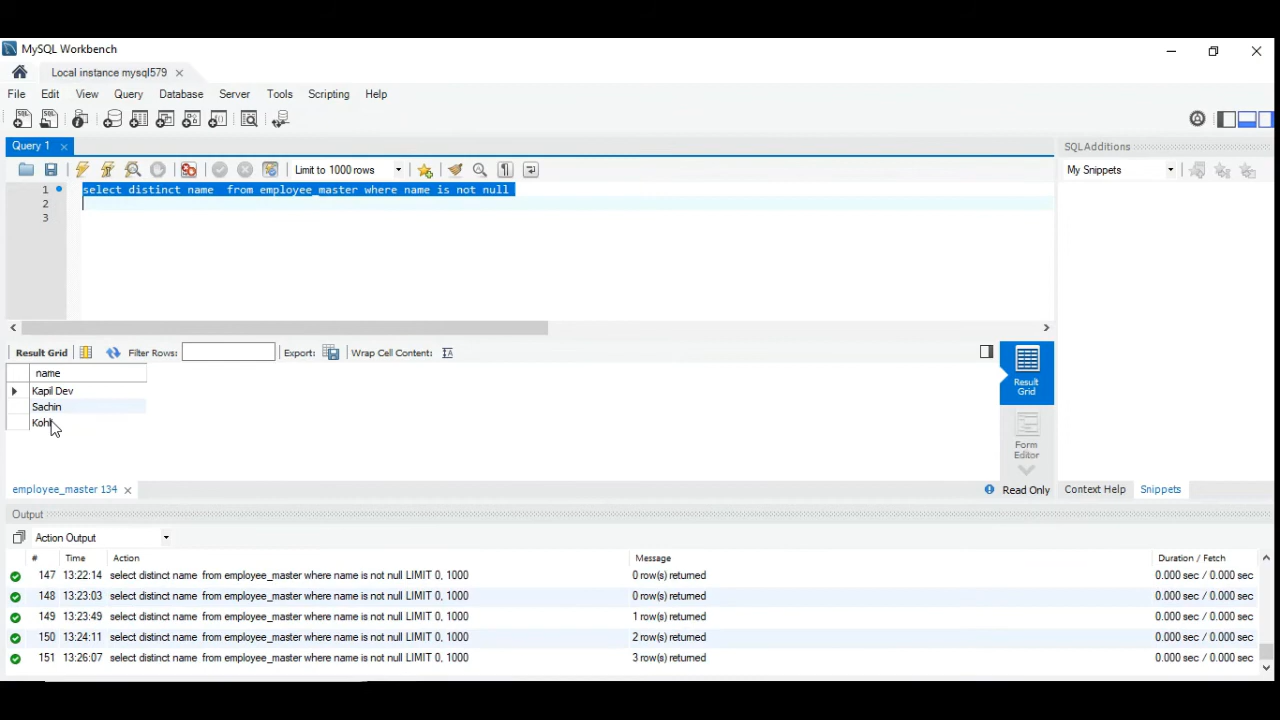 MySQL Workbench
Local instance mysql579
File Edit View Query Database Server Tools Scripting Help
Query 1
SQLAdditions
Limit to 1000 rows
My Snippets
1 select distinct name  from employee_master where name is not null
2
3
Result Grid Filter Rows: Export: Wrap Cell Content:
name
Kapil Dev
Sachin
Result Grid
Form Editor
employee_master 134
Read Only
Context Help Snippets
Output
Action Output
# Time Action Message Duration / Fetch
147 13:22:14 select distinct name  from employee_master where name is not null LIMIT 0, 1000 0 row(s) returned 0.000 sec / 0.000 sec
148 13:23:03 select distinct name  from employee_master where name is not null LIMIT 0, 1000 0 row(s) returned 0.000 sec / 0.000 sec
149 13:23:49 select distinct name  from employee_master where name is not null LIMIT 0, 1000 1 row(s) returned 0.000 sec / 0.000 sec
150 13:24:11 select distinct name  from employee_master where name is not null LIMIT 0, 1000 2 row(s) returned 0.000 sec / 0.000 sec
151 13:26:07 select distinct name  from employee_master where name is not null LIMIT 0, 1000 3 row(s) returned 0.000 sec / 0.000 sec